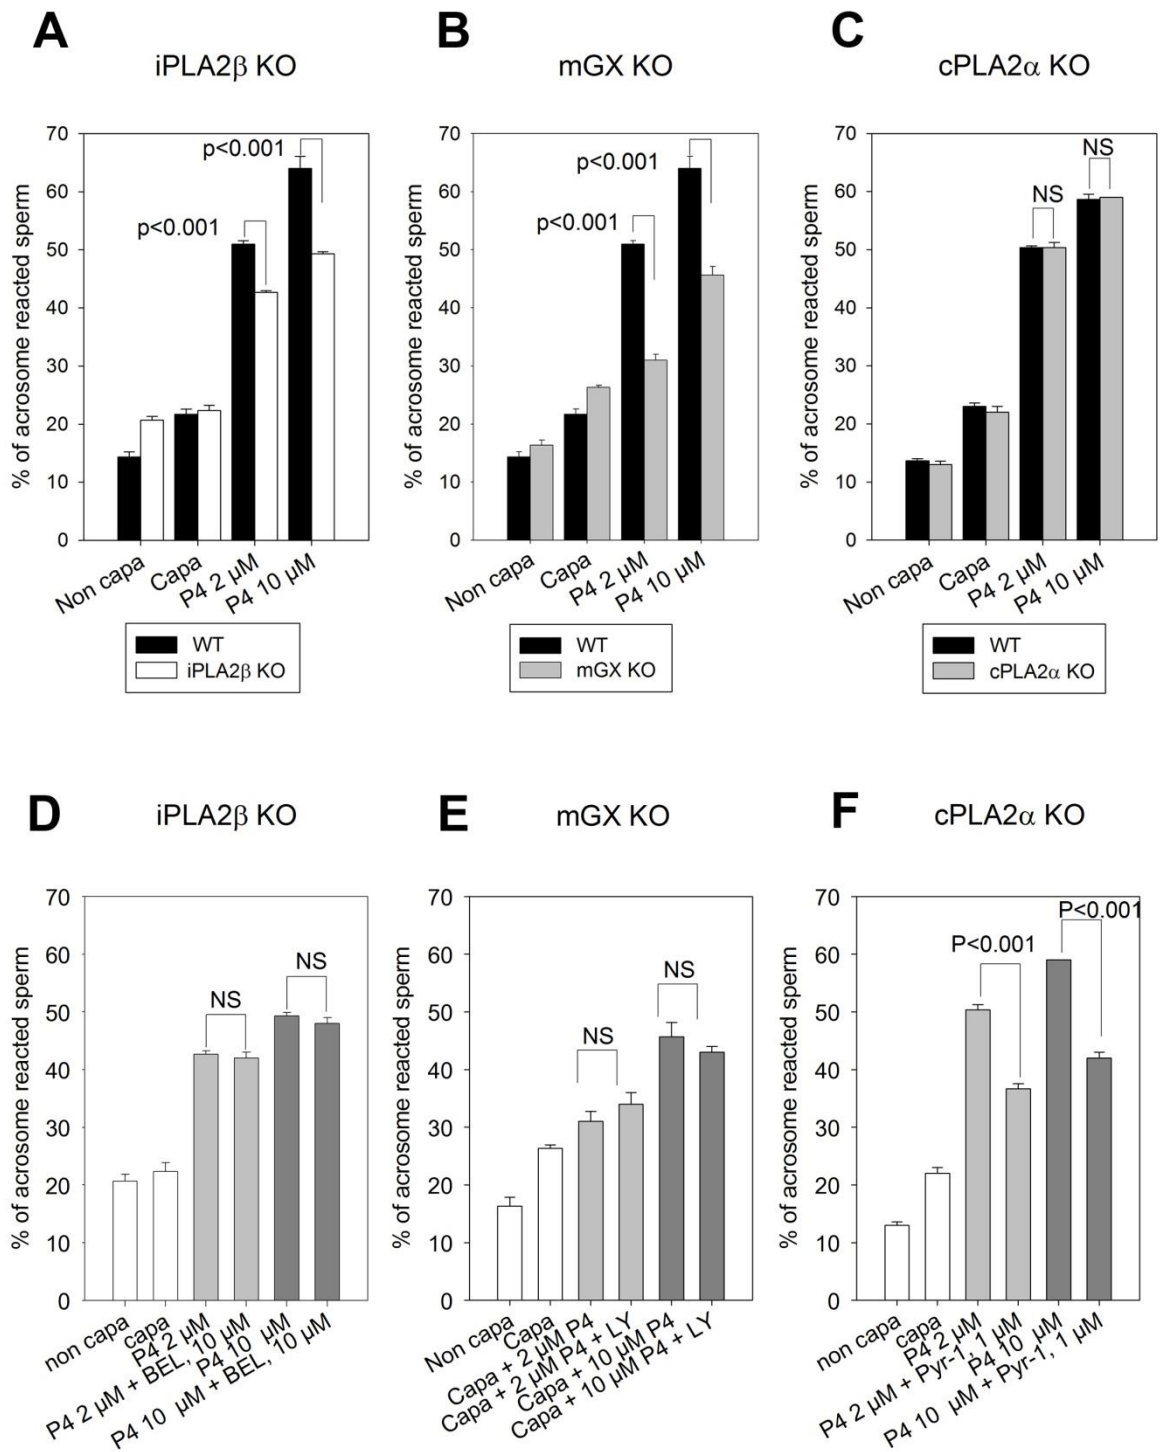 A
iPLA2β KO
% of acrosome reacted sperm
70
60
50
40
30
20
10
0
p<0.001
p<0.001
Non capa
Capa
P4 2 µM
P4 10 µM
WT
iPLA2β KO
B
mGX KO
% of acrosome reacted sperm
70
60
50
40
30
20
10
0
p<0.001
p<0.001
Non capa
Capa
P4 2 µM
P4 10 µM
WT
mGX KO
C
cPLA2α KO
% of acrosome reacted sperm
70
60
50
40
30
20
10
0
NS
NS
Non capa
Capa
P4 2 µM
P4 10 µM
WT
cPLA2α KO
D
iPLA2β KO
% of acrosome reacted sperm
70
60
50
40
30
20
10
0
NS
NS
non capa
capa
P4 2 µM
P4 2 µM + BEL, 10 µM
P4 10 µM
P4 10 µM + BEL, 10 µM
E
mGX KO
% of acrosome reacted sperm
70
60
50
40
30
20
10
0
NS
NS
Non capa
Capa
Capa + 2 µM P4
Capa + 2 µM P4 + LY
Capa + 10 µM P4
Capa + 10 µM P4 + LY
F
cPLA2α KO
% of acrosome reacted sperm
70
60
50
40
30
20
10
0
P<0.001
P<0.001
non capa
capa
P4 2 µM
P4 2 µM + Pyr-1, 1 µM
P4 10 µM
P4 10 µM + Pyr-1, 1 µM